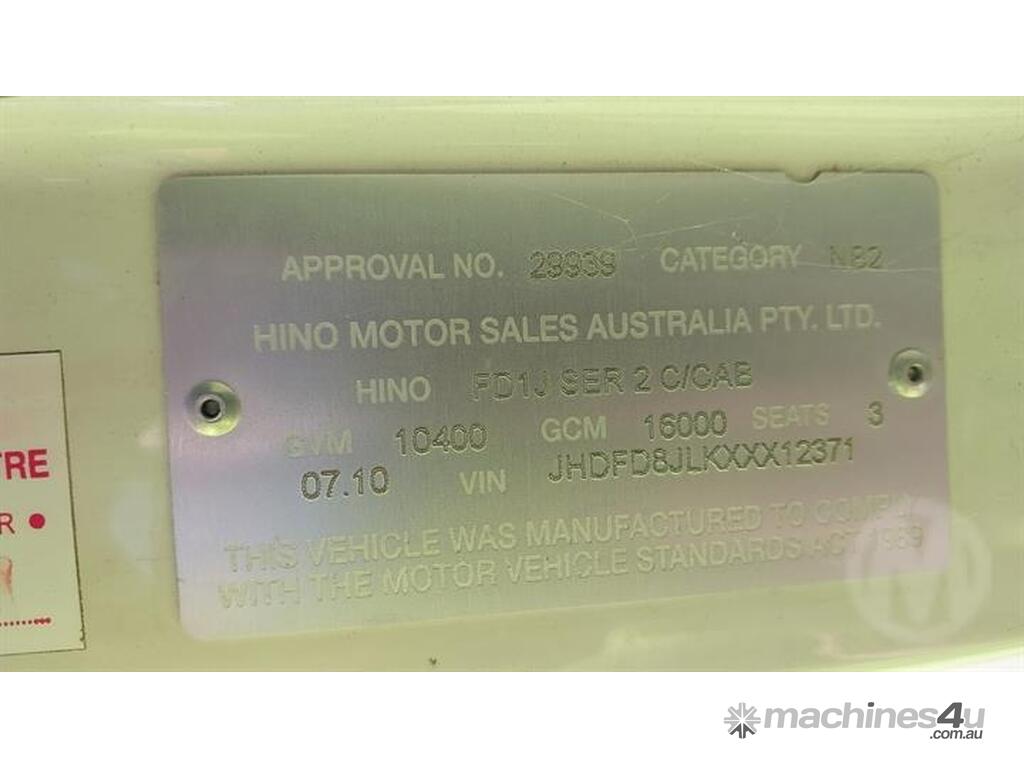 APPROVAL NO. 29939 CATEGORY NB2
HINO MOTOR SALES AUSTRALIA PTY. LTD.
HINO FD1J SER 2 C/CAB
GVM 10400 GCM 16000 SEATS 3
07.10 VIN JHDFD8JLKXXX12371
THIS VEHICLE WAS MANUFACTURED TO COMPLY
WITH THE MOTOR VEHICLE STANDARDS ACT 1989
TRE
R •
M
machines4u
.com.au